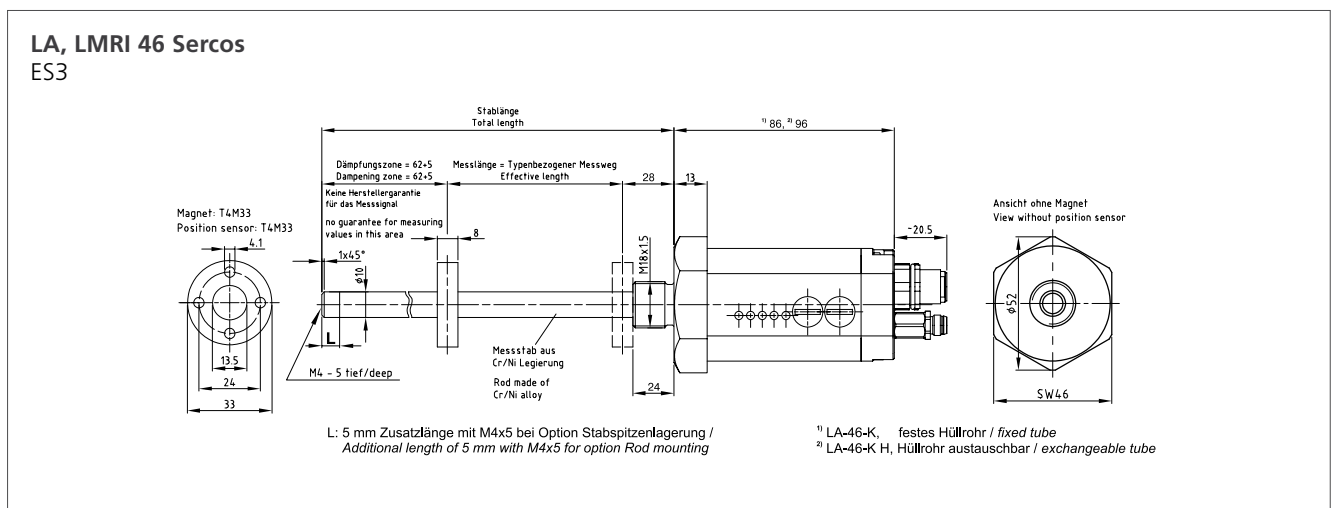 LA, LMRI 46 Sercos
ES3
Stablänge
Total length
¹⁾ 86, ²⁾ 96
Dämpfungszone = 62+5
Dampening zone = 62+5
Messlänge = Typenbezogener Messweg
Effective length
28
13
Keine Herstellergarantie
für das Messsignal
no guarantee for measuring
values in this area
8
Magnet: T4M33
Position sensor: T4M33
4.1
1x45°
ø10
M18x1.5
~20.5
Ansicht ohne Magnet
View without position sensor
ø52
L
M4 - 5 tief/deep
13.5
24
33
Messstab aus
Cr/Ni Legierung
Rod made of
Cr/Ni alloy
24
SW46
L: 5 mm Zusatzlänge mit M4x5 bei Option Stabspitzenlagerung /
Additional length of 5 mm with M4x5 for option Rod mounting
¹⁾ LA-46-K, festes Hüllrohr / fixed tube
²⁾ LA-46-K H, Hüllrohr austauschbar / exchangeable tube